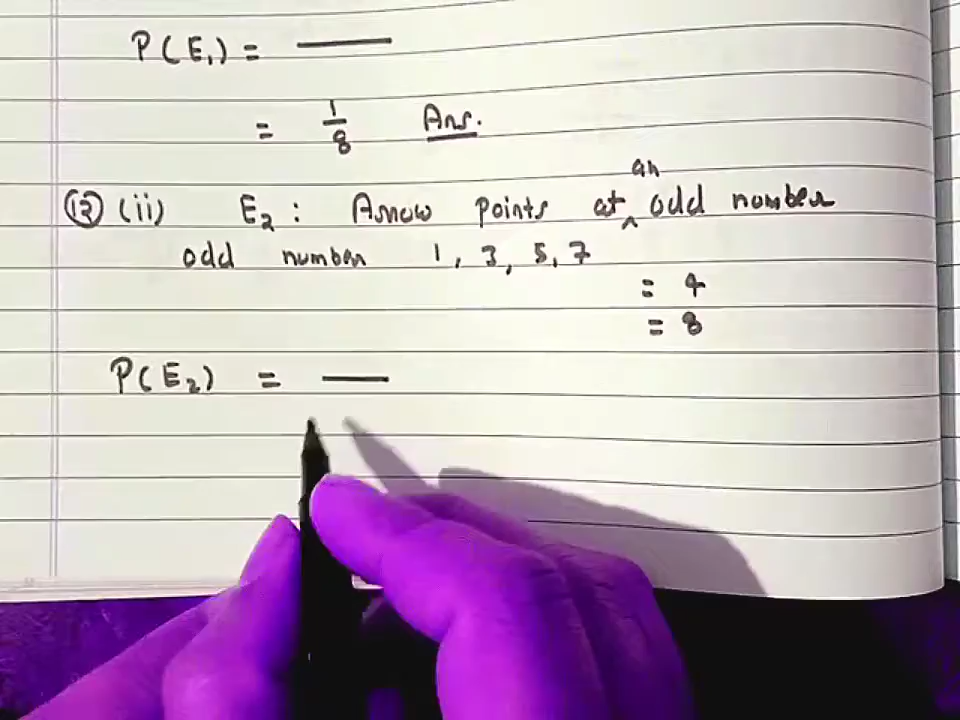 P(E₁) = ——
= 1/8 Ans.
(12) (ii) E₂ : Arrow points at an odd number
odd number 1, 3, 5, 7
= 4
= 8
P(E₂) = ——